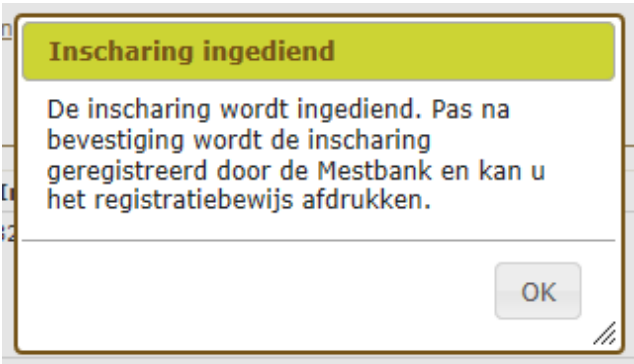 Inscharing ingediend
De inscharing wordt ingediend. Pas na
bevestiging wordt de inscharing
geregistreerd door de Mestbank en kan u
het registratiebewijs afdrukken.
OK